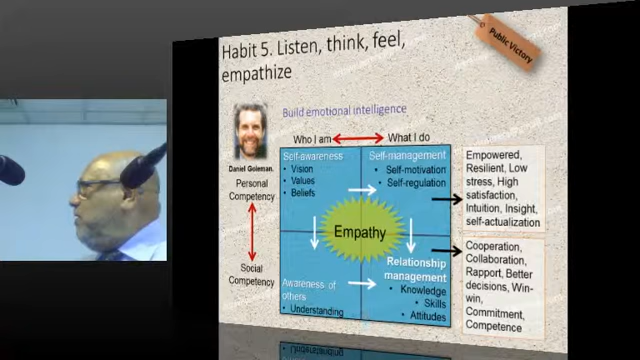 Habit 5. Listen, think, feel,
empathize
Public Victory
Build emotional intelligence
Who I am
What I do
Daniel Goleman.
Personal
Competency
Social
Competency
Self-awareness
• Vision
• Values
• Beliefs
Self-management
• Self-motivation
• Self-regulation
Empathy
Awareness of
others
• Understanding
Relationship
management
• Knowledge
• Skills
• Attitudes
Empowered,
Resilient, Low
stress, High
satisfaction,
Intuition, Insight,
self-actualization
Cooperation,
Collaboration,
Rapport, Better
decisions, Win-
win,
Commitment,
Competence